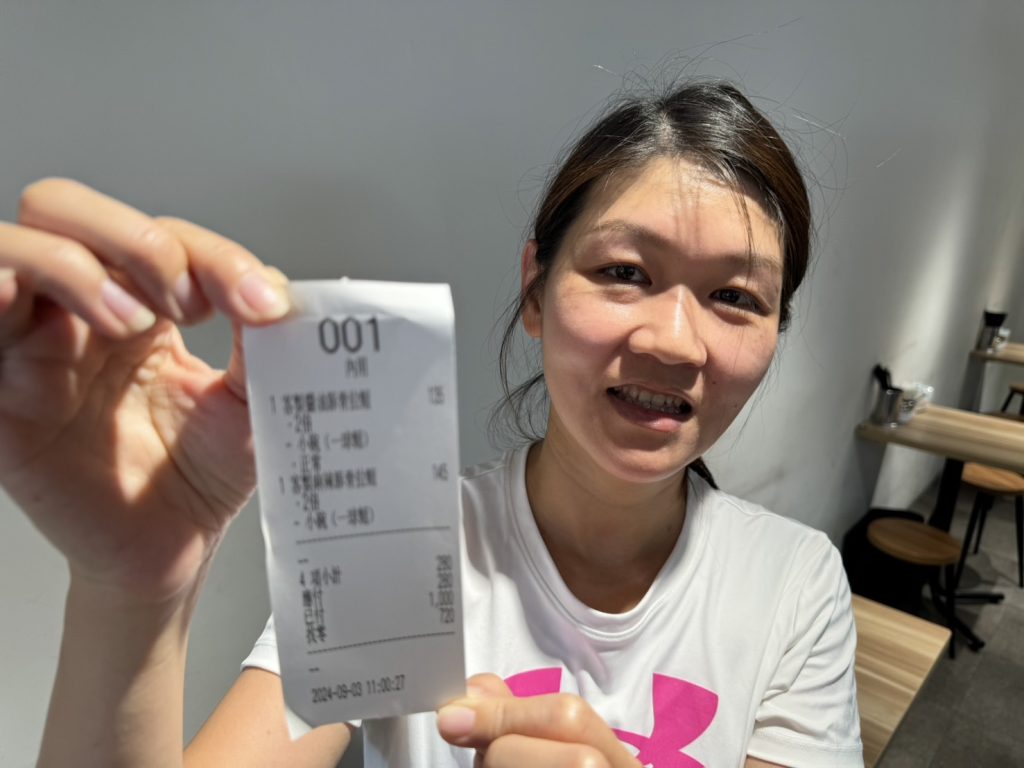 001
內用
1 客製醬油豚骨拉麵 135
- 2倍
- 小碗 (一球麵)
- 正常
1 客製麻辣豚骨拉麵 145
- 2倍
- 小碗 (一球麵)
4 項小計 280
應付 280
已付 1,000
找零 720
2024-09-03 11:00:27